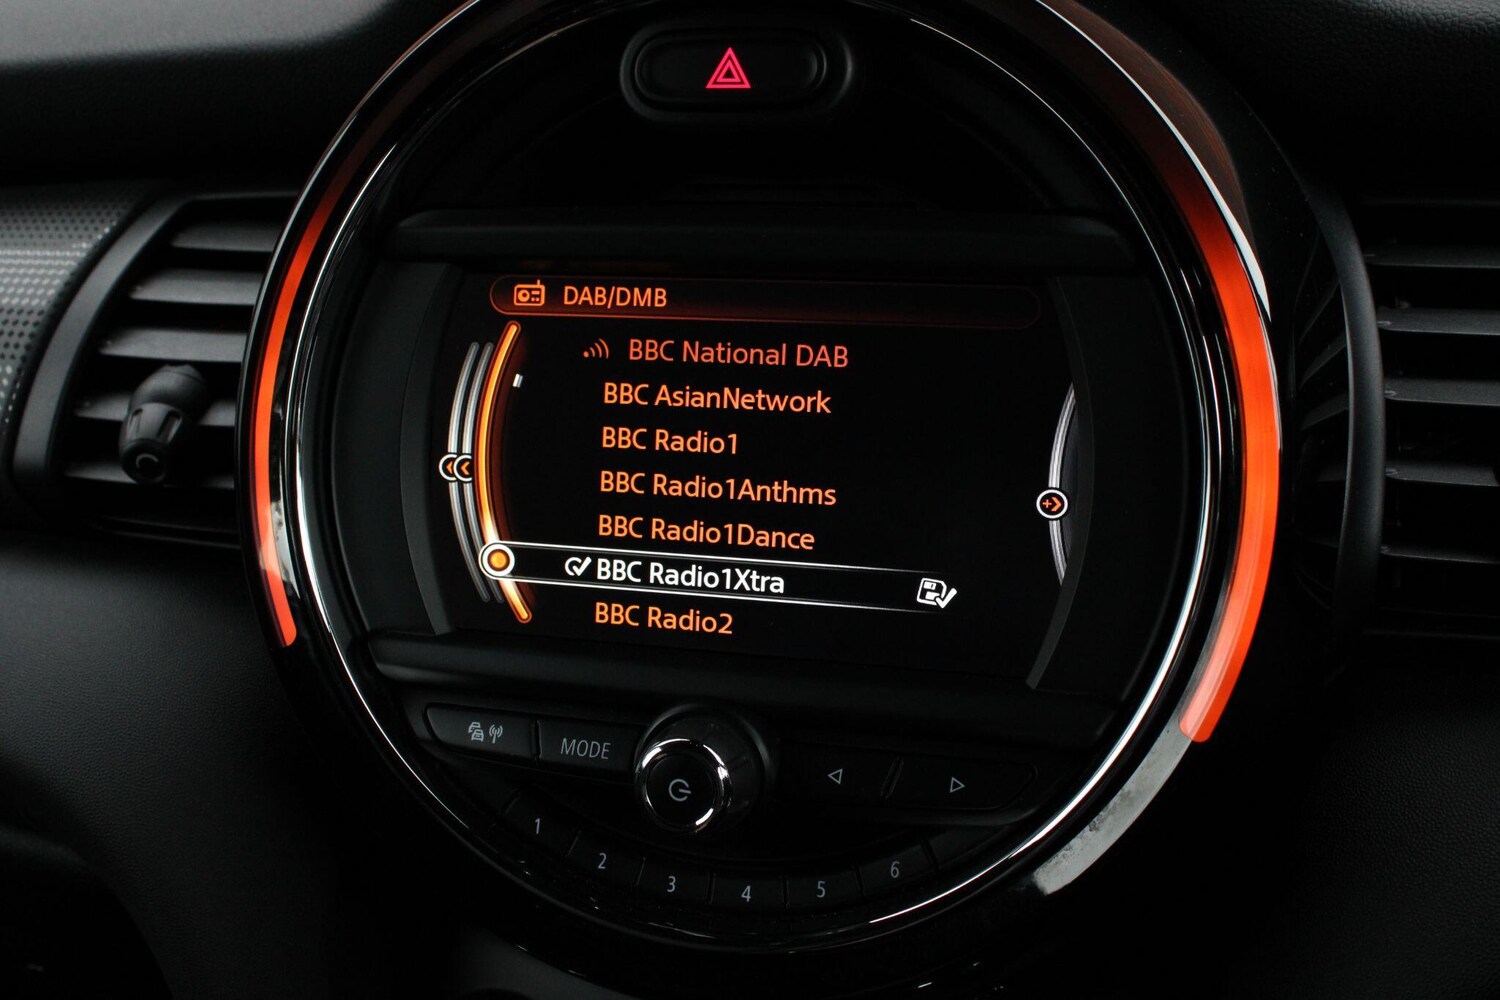 DAB/DMB
BBC National DAB
BBC AsianNetwork
BBC Radio1
BBC Radio1Anthms
BBC Radio1Dance
BBC Radio1Xtra
BBC Radio2
MODE
1
2
3
4
5
6